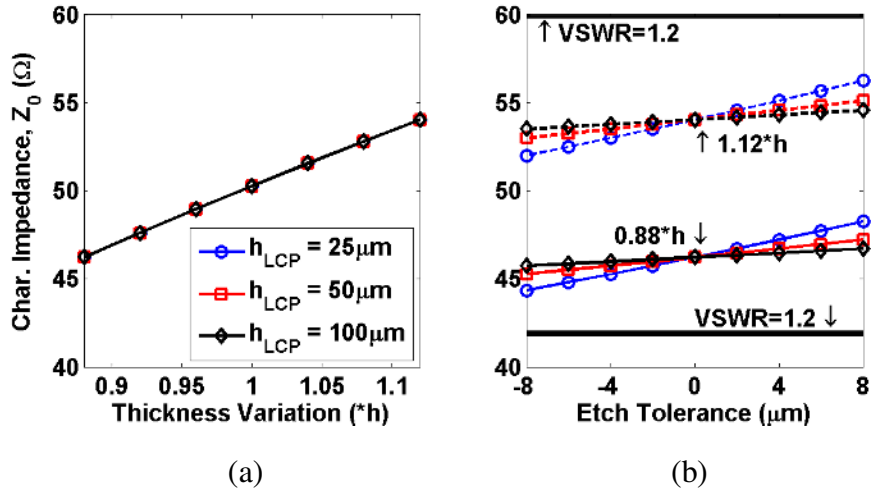 Char. Impedance, Z0 (Ω)
60
55
50
45
40
0.9 0.95 1 1.05 1.1
Thickness Variation (*h)
hLCP = 25μm
hLCP = 50μm
hLCP = 100μm
(a)
60
55
50
45
40
-8 -4 0 4 8
Etch Tolerance (μm)
↑ VSWR=1.2
↑ 1.12*h
0.88*h ↓
VSWR=1.2 ↓
(b)